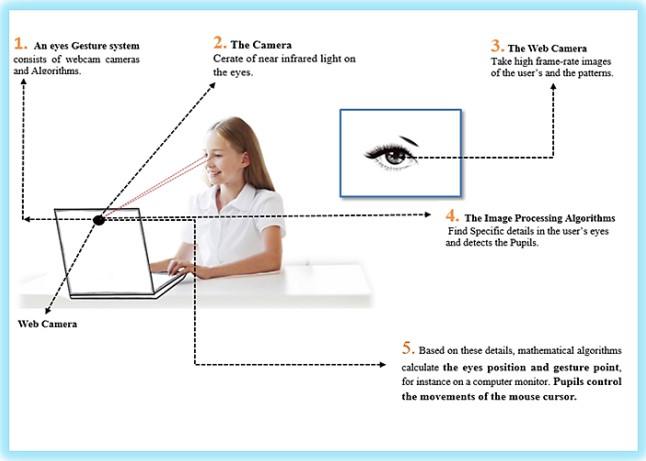 1. An eyes Gesture system
consists of webcam cameras
and Algorithms.
2. The Camera
Cerate of near infrared light on
the eyes.
3. The Web Camera
Take high frame-rate images
of the user's and the patterns.
4. The Image Processing Algorithms
Find Specific details in the user's eyes
and detects the Pupils.
Web Camera
5. Based on these details, mathematical algorithms
calculate the eyes position and gesture point,
for instance on a computer monitor. Pupils control
the movements of the mouse cursor.